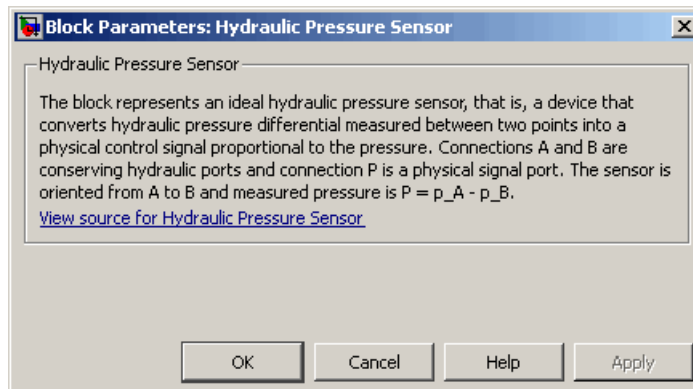 Block Parameters: Hydraulic Pressure Sensor
Hydraulic Pressure Sensor
The block represents an ideal hydraulic pressure sensor, that is, a device that
converts hydraulic pressure differential measured between two points into a
physical control signal proportional to the pressure. Connections A and B are
conserving hydraulic ports and connection P is a physical signal port. The sensor is
oriented from A to B and measured pressure is P = p_A - p_B.
View source for Hydraulic Pressure Sensor
OK Cancel Help Apply